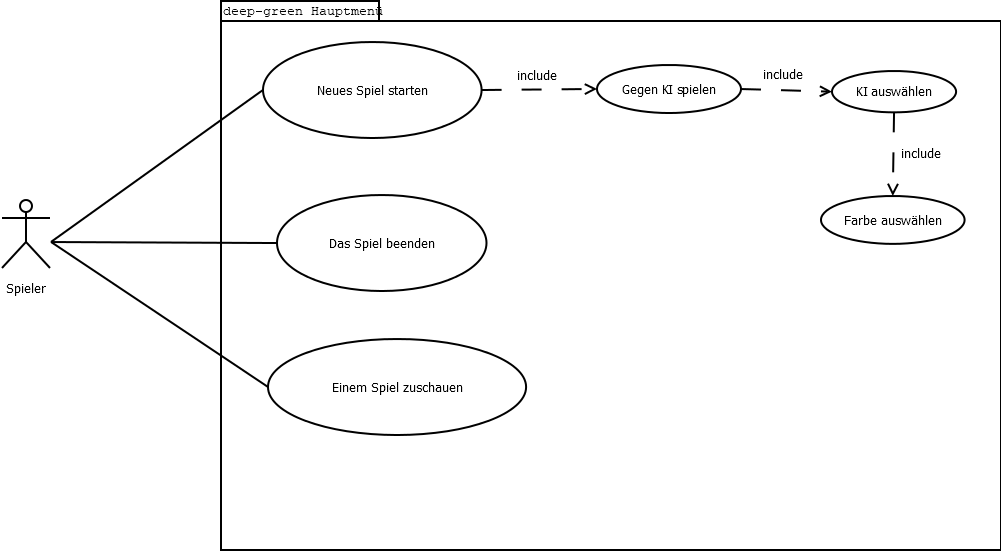 deep-green Hauptmenü
Neues Spiel starten
include
Gegen KI spielen
include
KI auswählen
include
Farbe auswählen
Das Spiel beenden
Spieler
Einem Spiel zuschauen